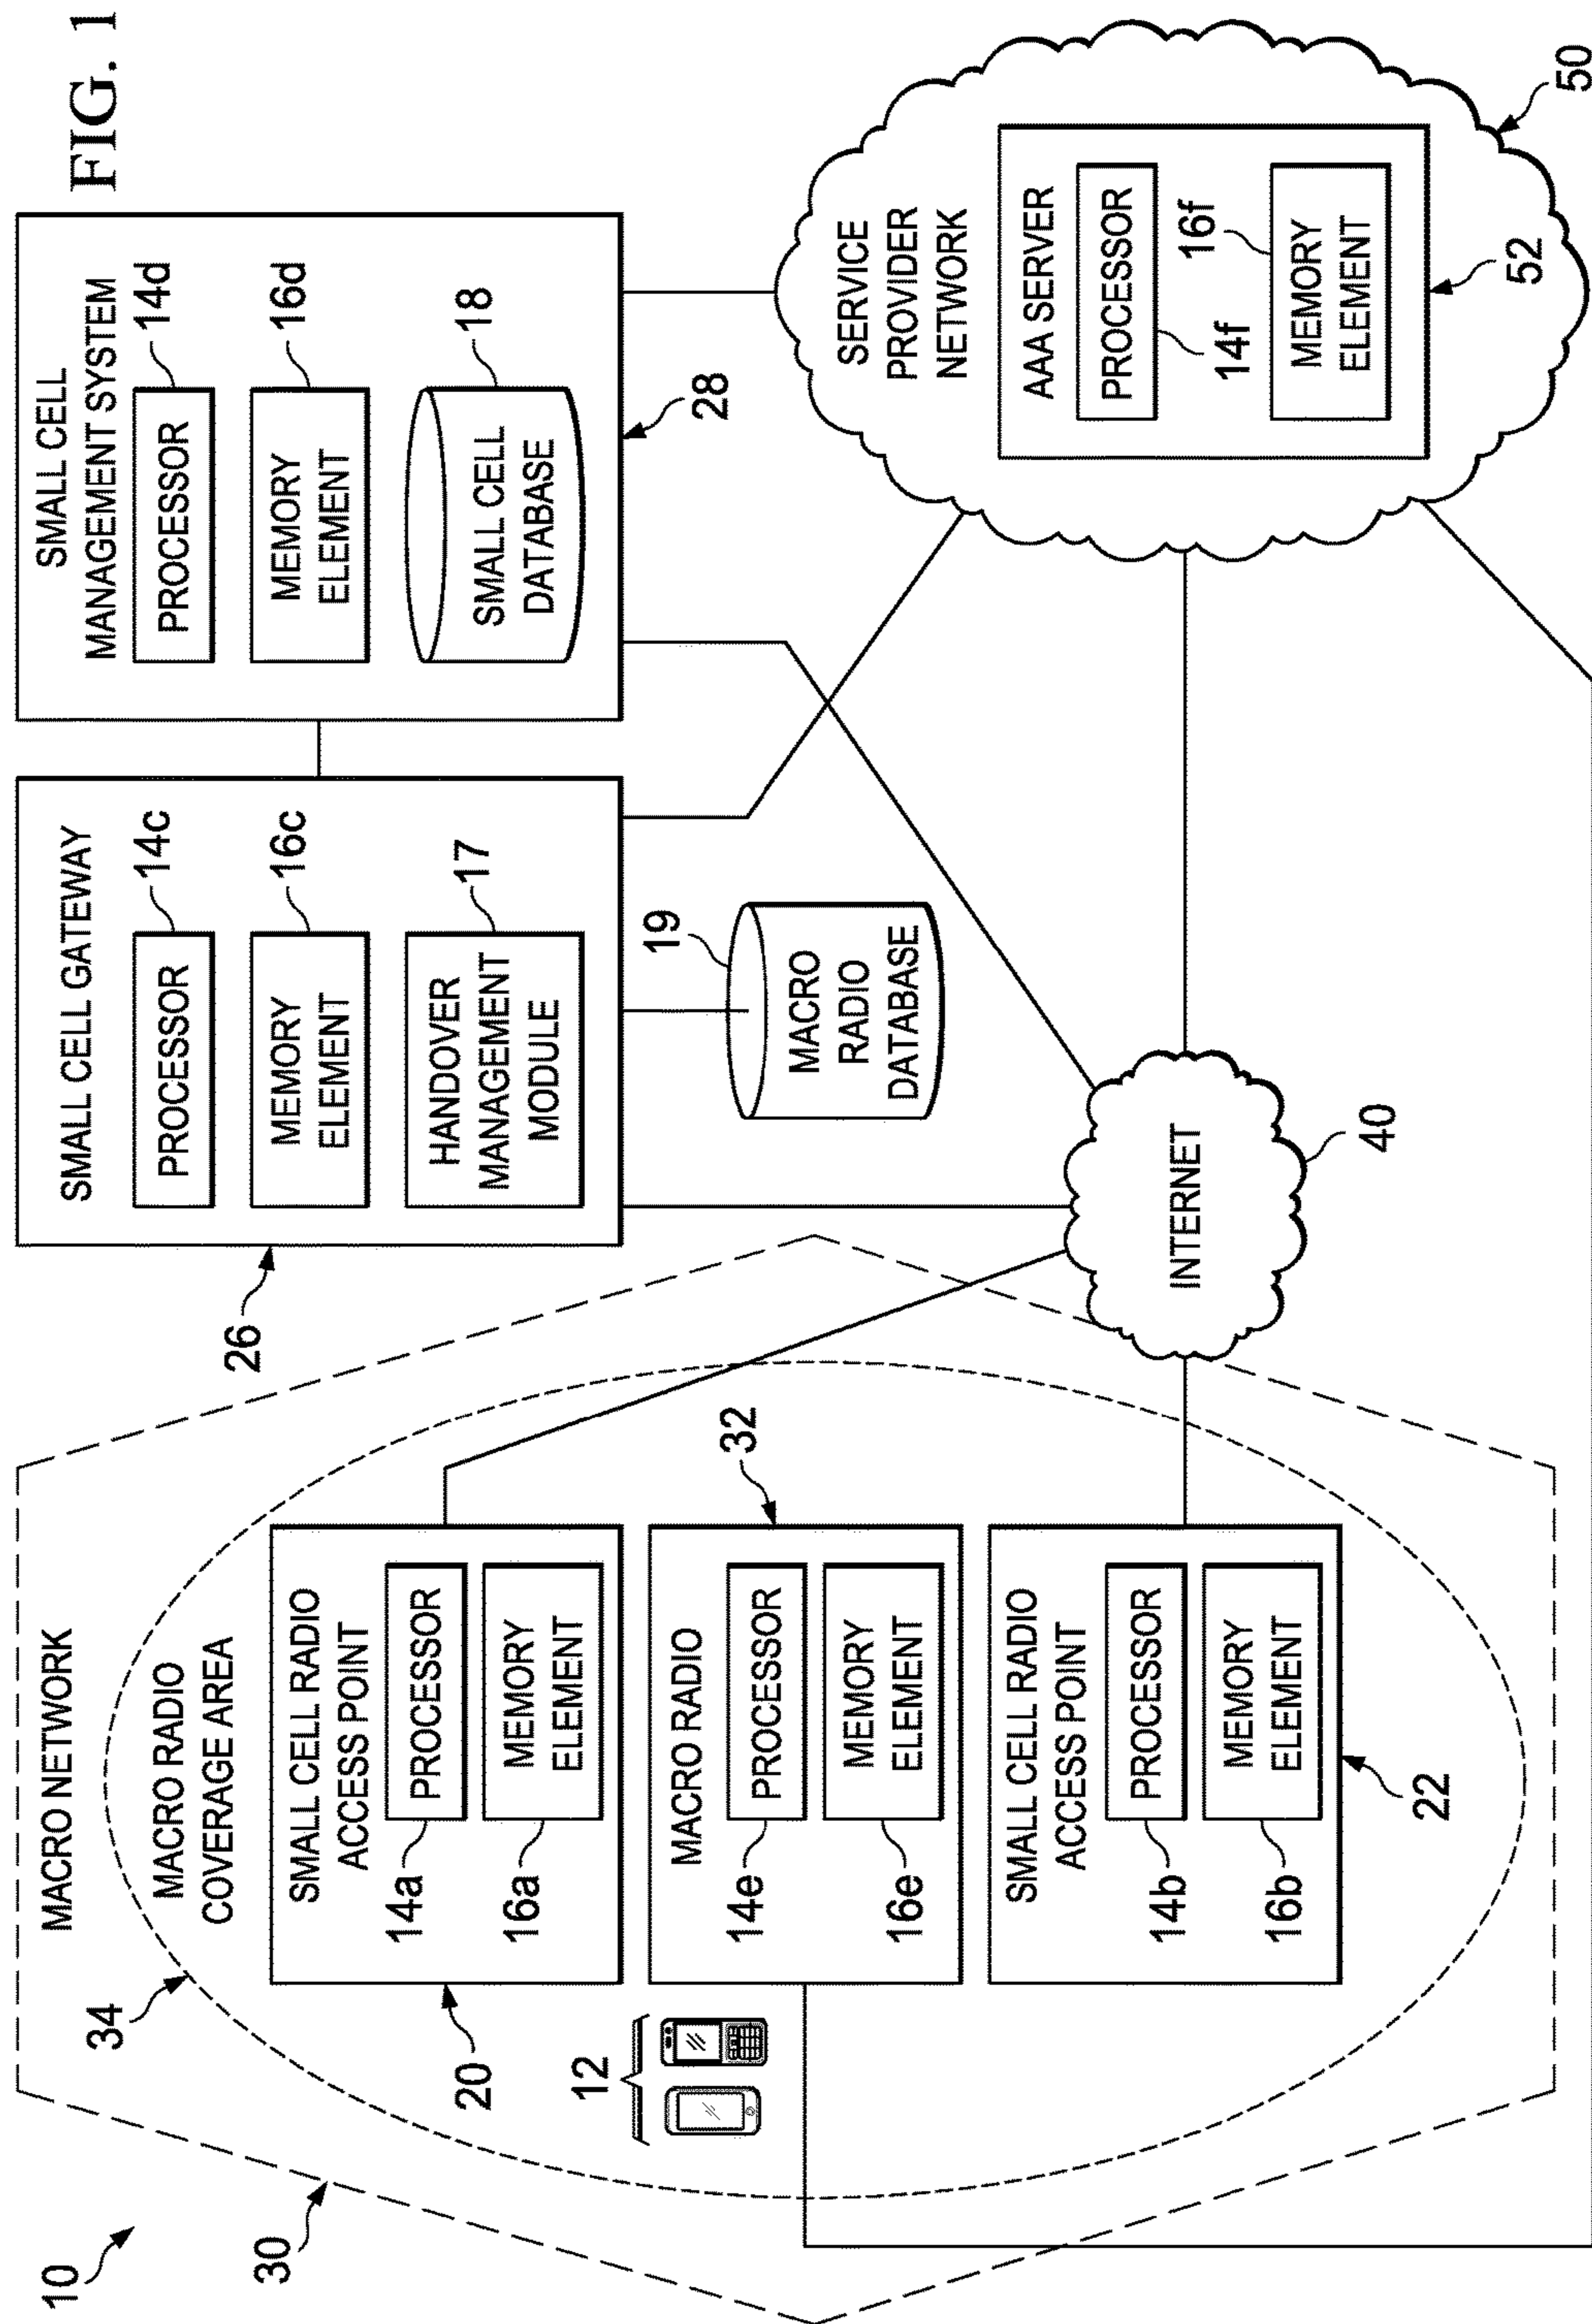 FIG. 1
10
30
MACRO NETWORK
34
MACRO RADIO
COVERAGE AREA
SMALL CELL RADIO
ACCESS POINT
PROCESSOR
14a
MEMORY
ELEMENT
16a
20
12
MACRO RADIO
PROCESSOR
14e
MEMORY
ELEMENT
16e
32
SMALL CELL RADIO
ACCESS POINT
PROCESSOR
14b
MEMORY
ELEMENT
16b
22
SMALL CELL GATEWAY
PROCESSOR
14c
MEMORY
ELEMENT
16c
HANDOVER
MANAGEMENT
MODULE
17
26
19
MACRO
RADIO
DATABASE
INTERNET
40
SMALL CELL
MANAGEMENT SYSTEM
PROCESSOR
14d
MEMORY
ELEMENT
16d
SMALL CELL
DATABASE
18
28
SERVICE
PROVIDER
NETWORK
AAA SERVER
PROCESSOR
14f
16f
MEMORY
ELEMENT
52
50